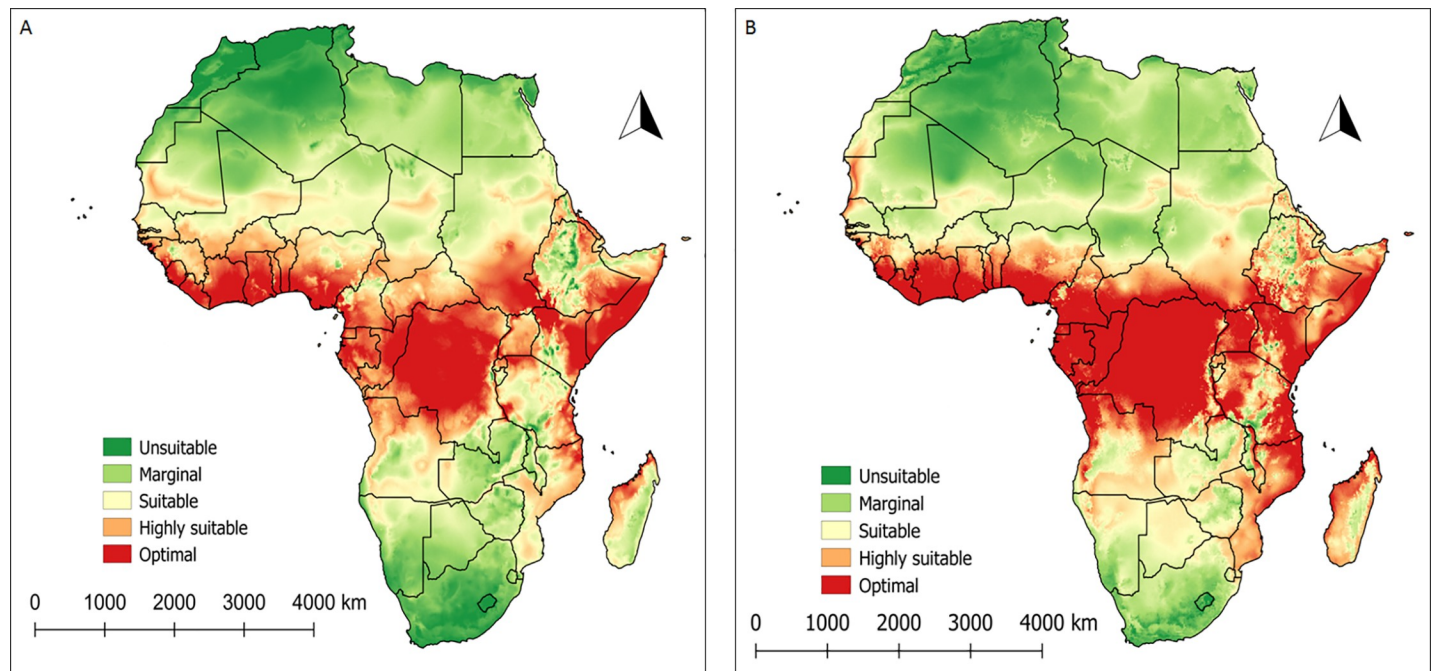 A
Unsuitable
Marginal
Suitable
Highly suitable
Optimal
0 1000 2000 3000 4000 km
B
Unsuitable
Marginal
Suitable
Highly suitable
Optimal
0 1000 2000 3000 4000 km